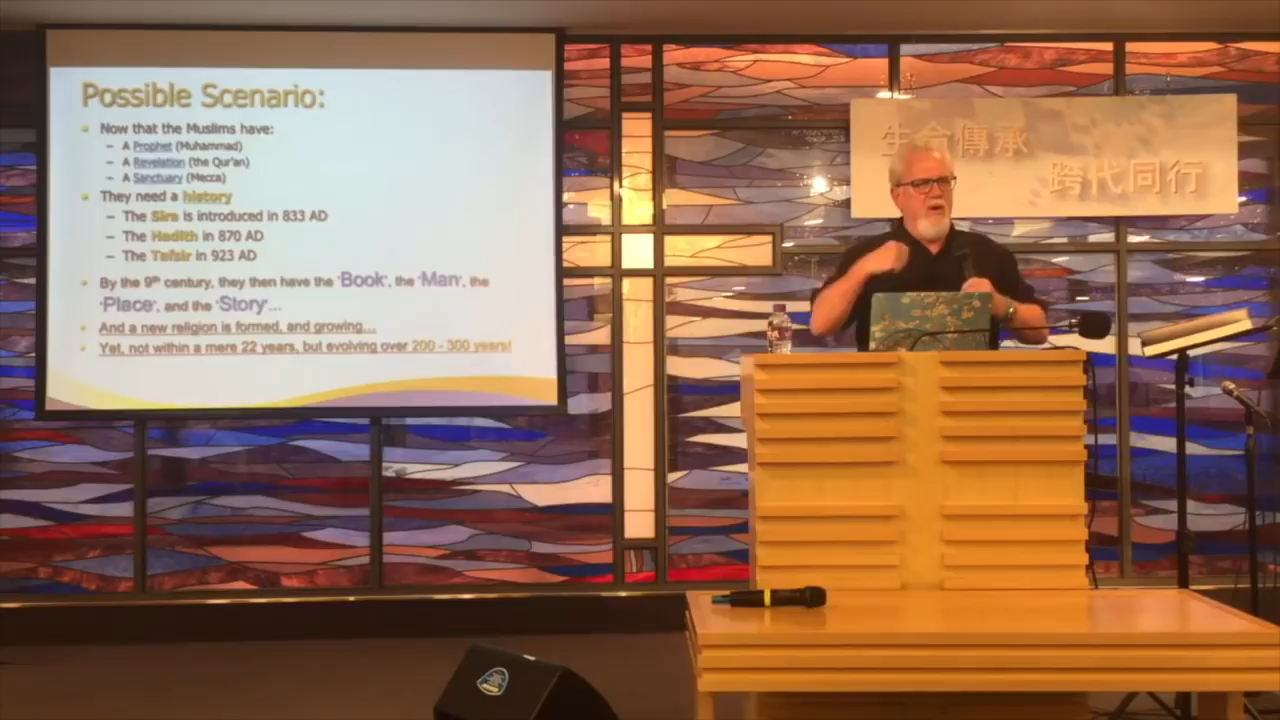 Possible Scenario:
Now that the Muslims have:
– A Prophet (Muhammad)
– A Revelation (the Qur'an)
– A Sanctuary (Mecca)
They need a history
– The Sira is introduced in 833 AD
– The Hadith in 870 AD
– The Tafsir in 923 AD
By the 9th century, they then have the 'Book', the 'Man', the
'Place', and the 'Story'...
And a new religion is formed, and growing...
Yet, not within a mere 22 years, but evolving over 200 - 300 years!
生命傳承
跨代同行